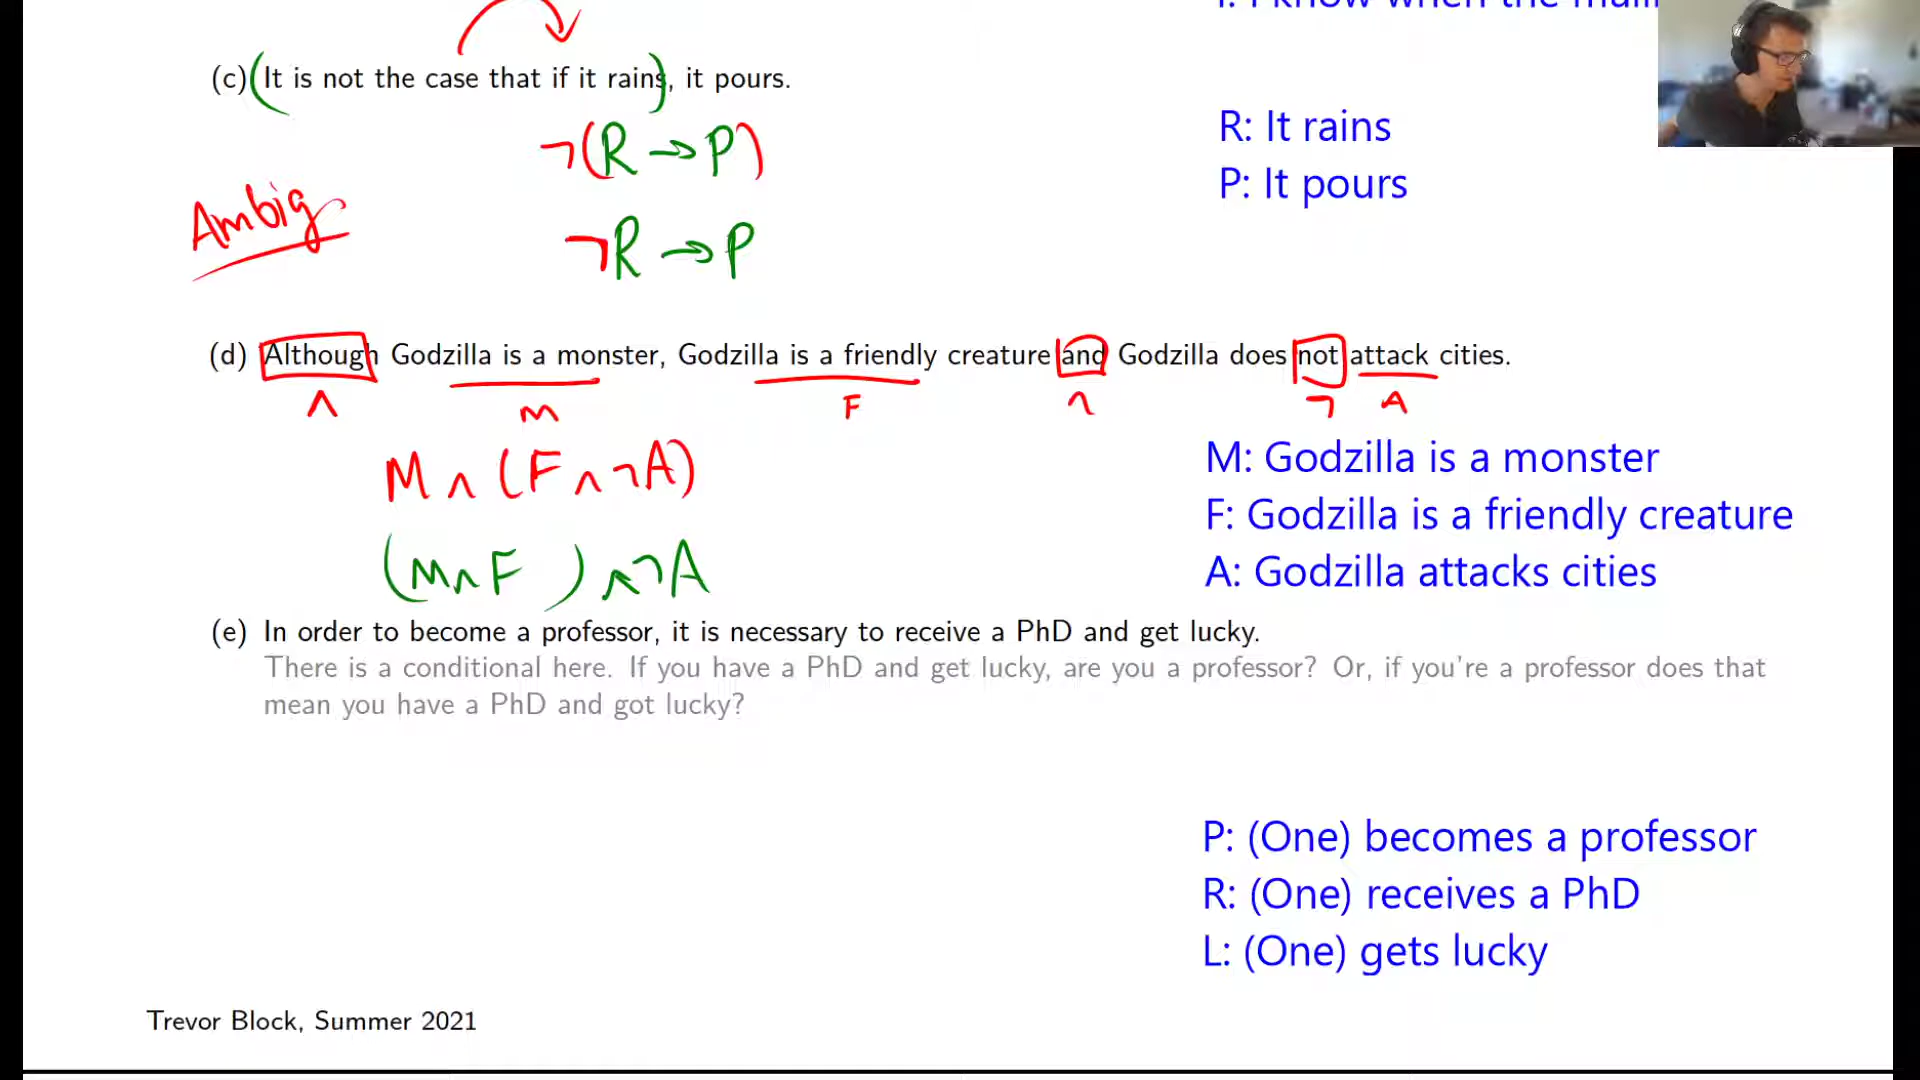 I: I know when the
(c) (It is not the case that if it rains), it pours.
R: It rains
¬(R → P)
P: It pours
Ambig
¬R → P
(d) Although Godzilla is a monster, Godzilla is a friendly creature and Godzilla does not attack cities.
∧ M F ∧ ¬ A
M: Godzilla is a monster
M ∧ (F ∧ ¬A)
F: Godzilla is a friendly creature
(M ∧ F ) ∧ ¬A
A: Godzilla attacks cities
(e) In order to become a professor, it is necessary to receive a PhD and get lucky.
There is a conditional here. If you have a PhD and get lucky, are you a professor? Or, if you're a professor does that
mean you have a PhD and got lucky?
P: (One) becomes a professor
R: (One) receives a PhD
L: (One) gets lucky
Trevor Block, Summer 2021